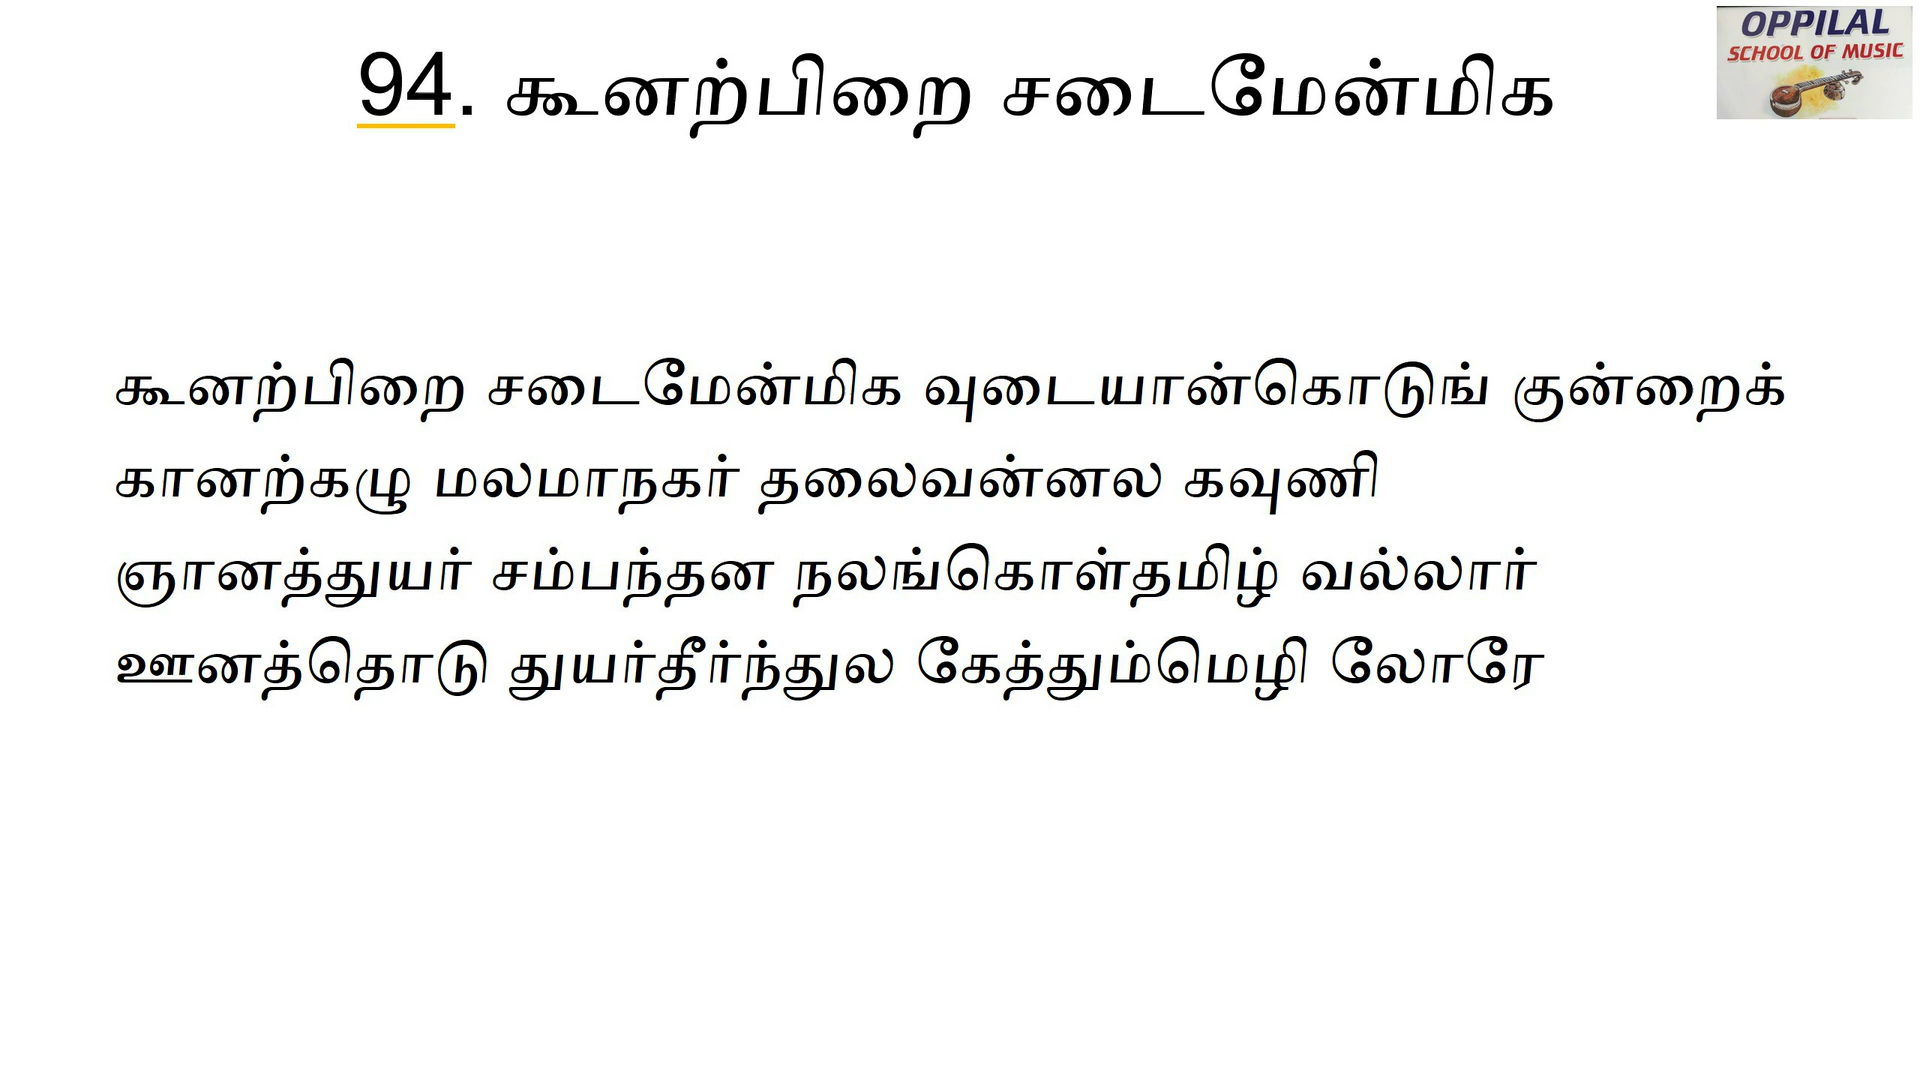 OPPILAL
SCHOOL OF MUSIC
94. கூனற்பிறை சடைமேன்மிக
கூனற்பிறை சடைமேன்மிக வுடையான்கொடுங் குன்றைக்
கானற்கழு மலமாநகர் தலைவன்னல கவுணி
ஞானத்துயர் சம்பந்தன நலங்கொள்தமிழ் வல்லார்
ஊனத்தொடு துயர்தீர்ந்துல கேத்தும்மெழி லோரே